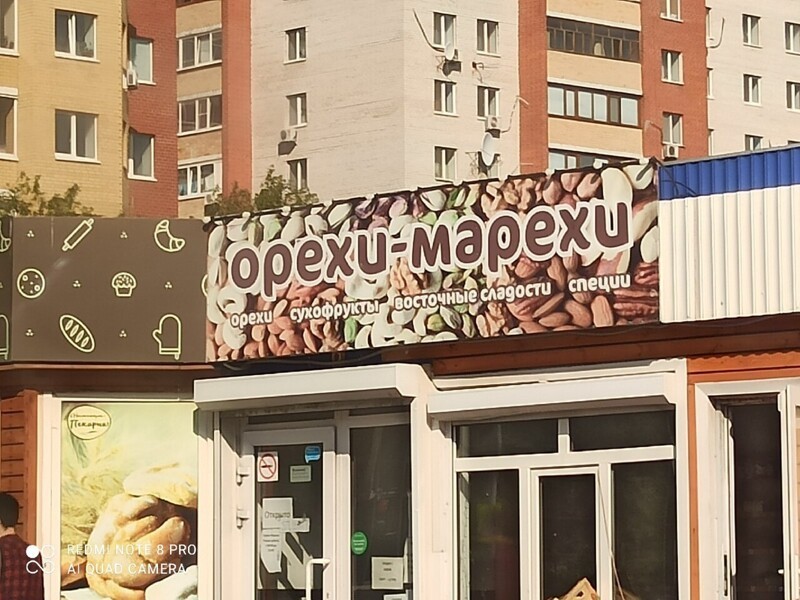 орехи-марехи
орехи сухофрукты восточные сладости специи
Пекарня
Открыто
REDMI NOTE 8 PRO
AI QUAD CAMERA